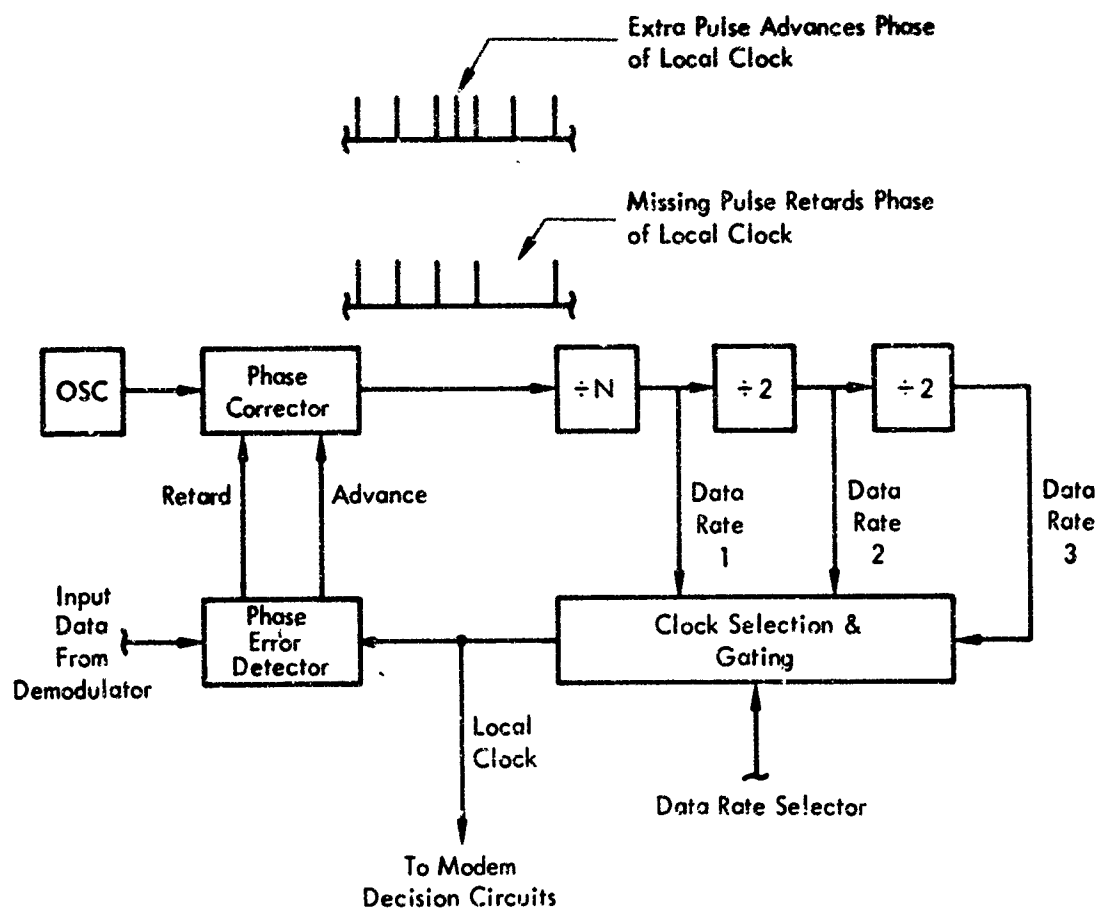 Extra Pulse Advances Phase
of Local Clock
Missing Pulse Retards Phase
of Local Clock
OSC
Phase
Corrector
÷N
÷2
÷2
Retard
Advance
Data
Rate
1
Data
Rate
2
Data
Rate
3
Input
Data
From
Demodulator
Phase
Error
Detector
Clock Selection &
Gating
Local
Clock
Data Rate Selector
To Modem
Decision Circuits